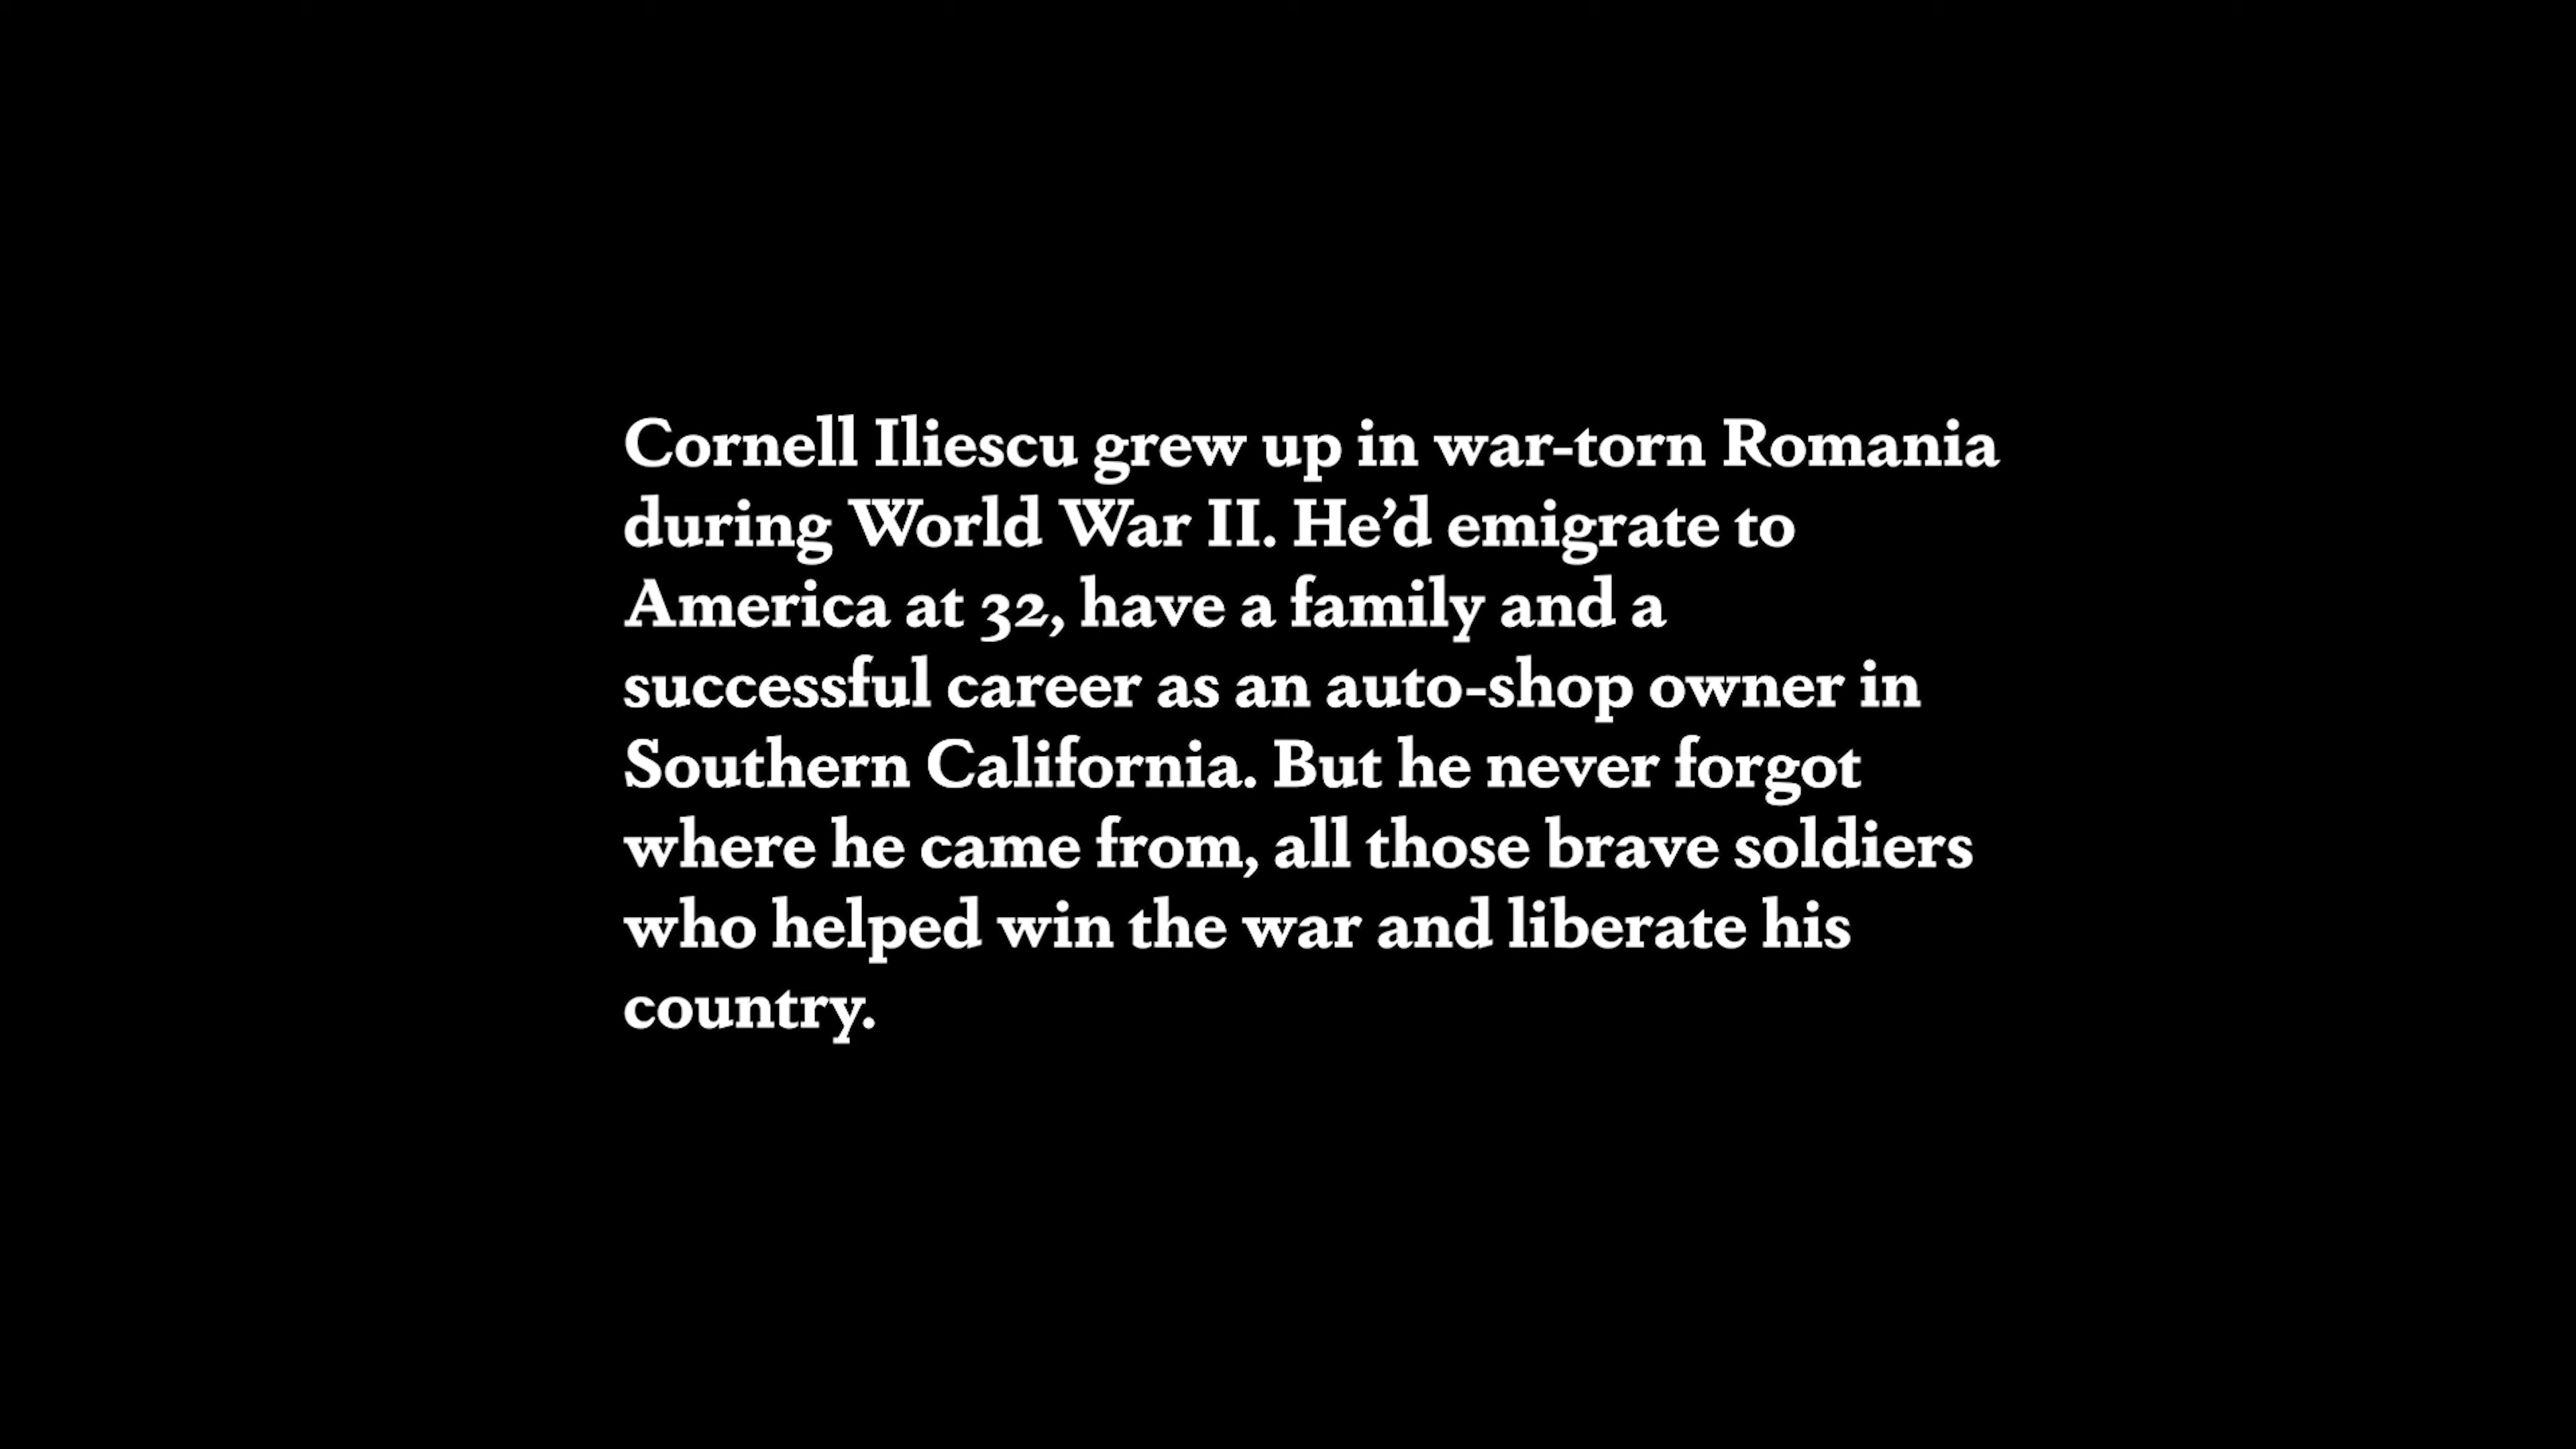 Cornell Iliescu grew up in war-torn Romania
during World War II. He’d emigrate to
America at 32, have a family and a
successful career as an auto-shop owner in
Southern California. But he never forgot
where he came from, all those brave soldiers
who helped win the war and liberate his
country.